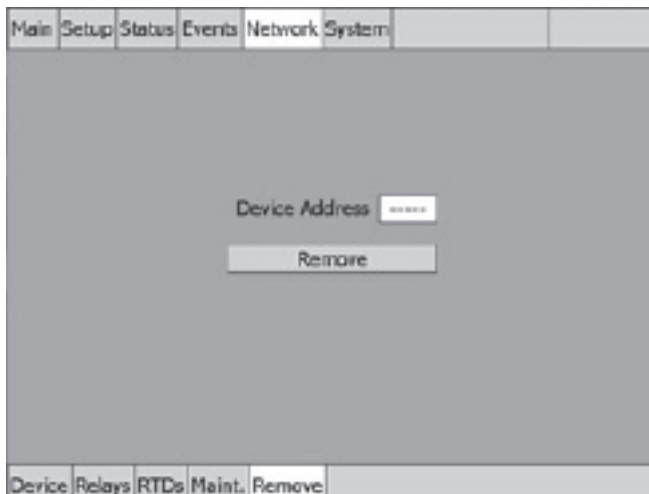 Main Setup Status Events Network System
Device Address -----
Remove
Device Relays RTDs Maint. Remove